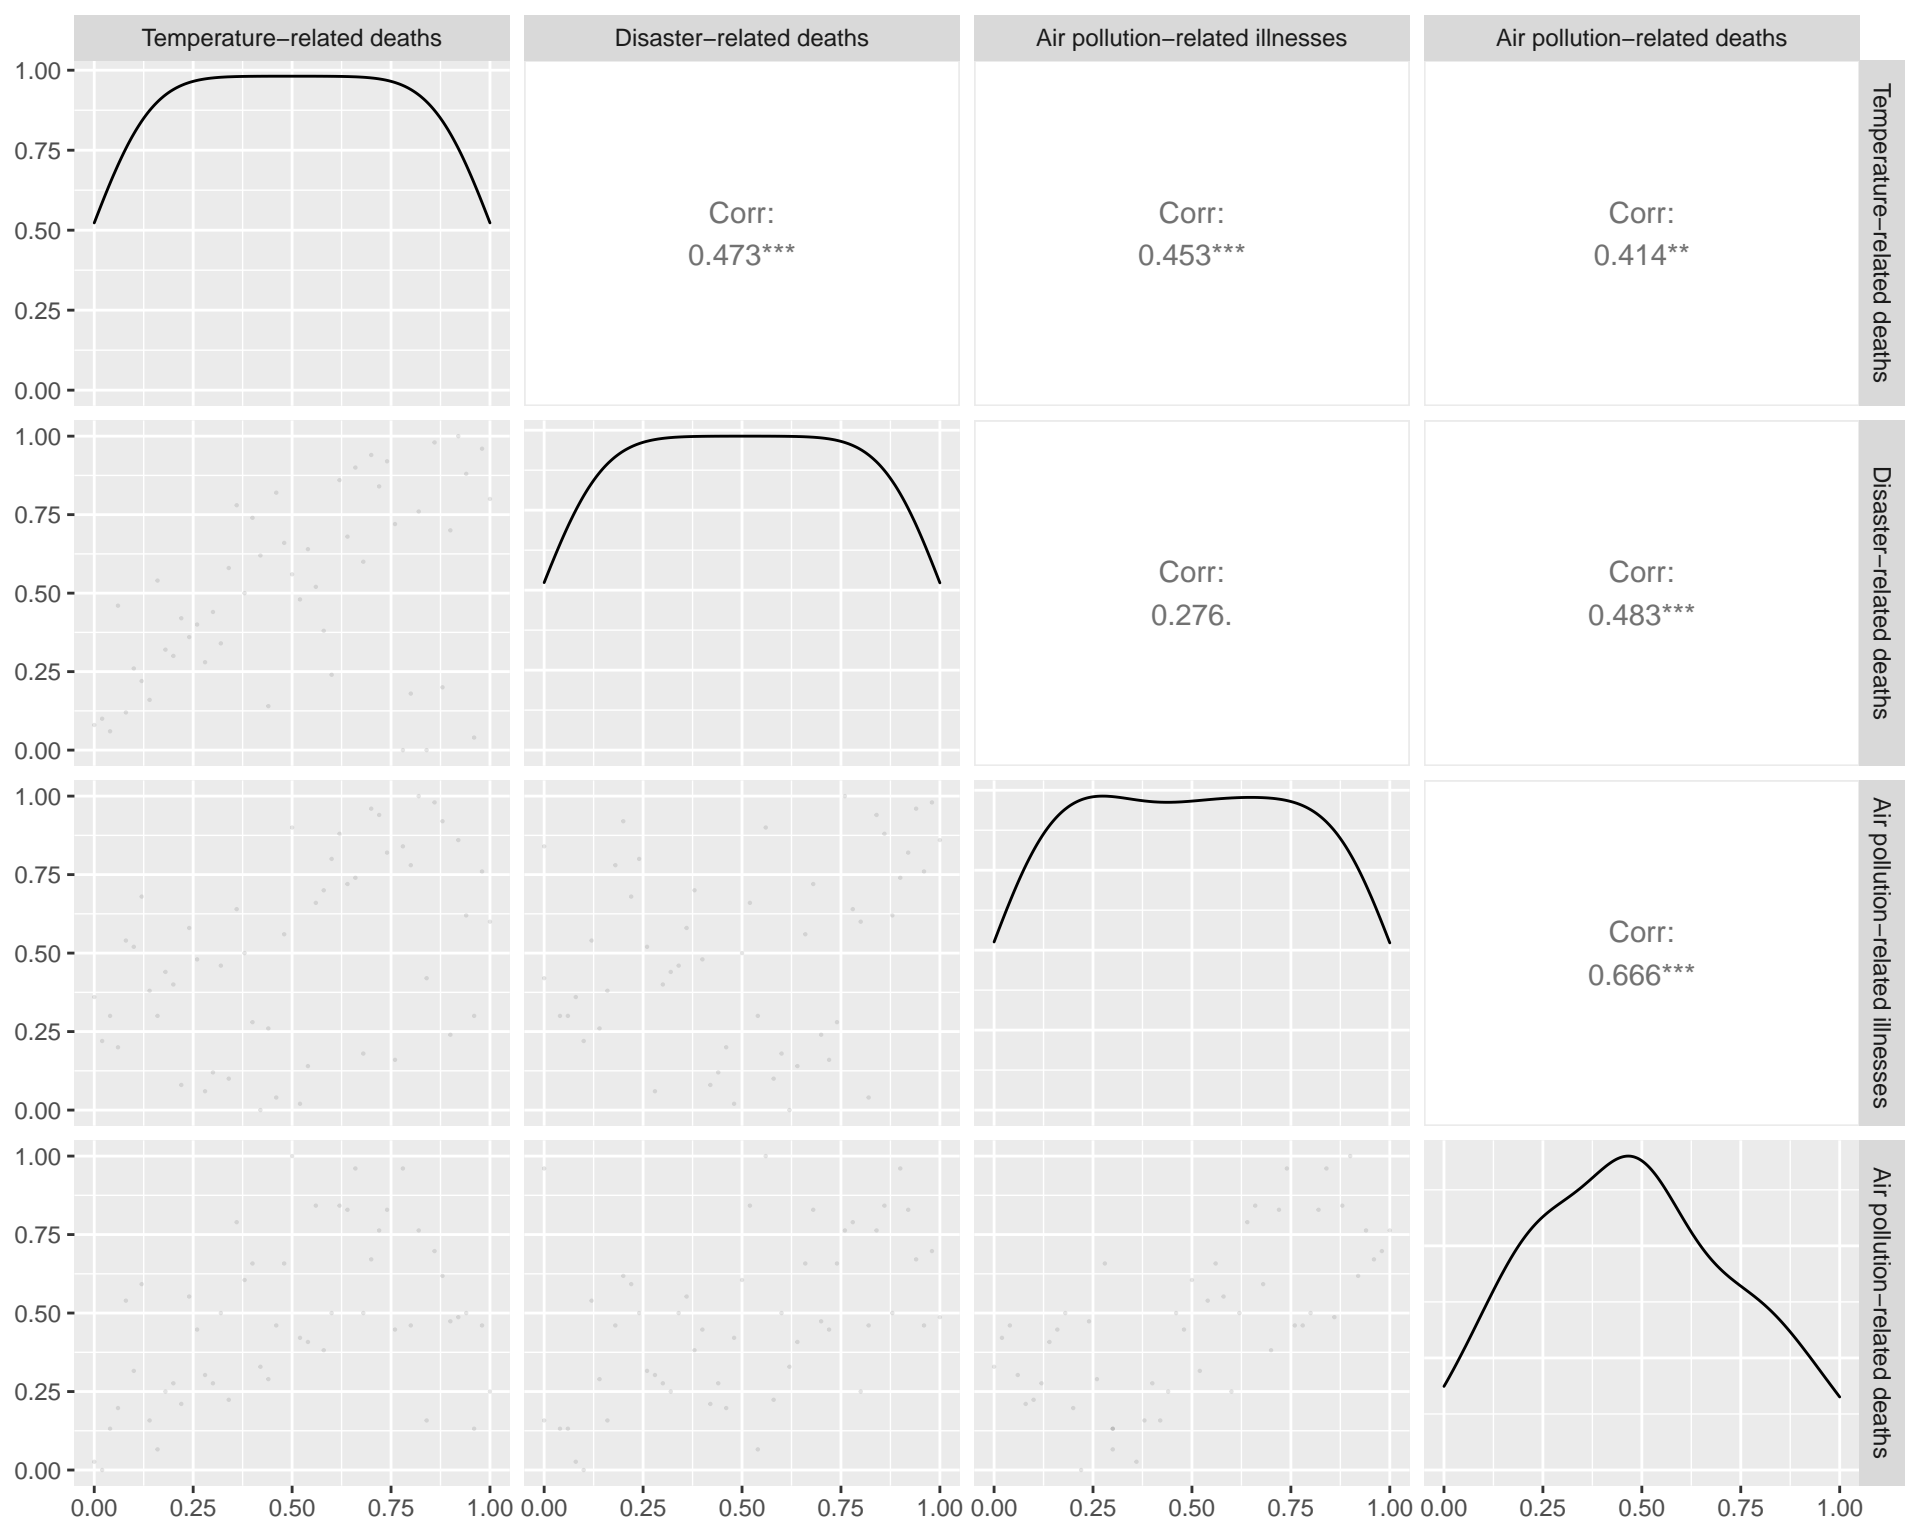 Temperature−related deaths
Disaster−related deaths
Air pollution−related illnesses
Air pollution−related deaths
1.00
0.75
0.50
0.25
0.00
Corr:
0.473***
Corr:
0.453***
Corr:
0.414**
Temperature−related deaths
1.00
0.75
0.50
0.25
0.00
Corr:
0.276.
Corr:
0.483***
Disaster−related deaths
1.00
0.75
0.50
0.25
0.00
Corr:
0.666***
Air pollution−related illnesses
1.00
0.75
0.50
0.25
0.00
Air pollution−related deaths
0.00 0.25 0.50 0.75 1.00
0.00 0.25 0.50 0.75 1.00
0.00 0.25 0.50 0.75 1.00
0.00 0.25 0.50 0.75 1.00